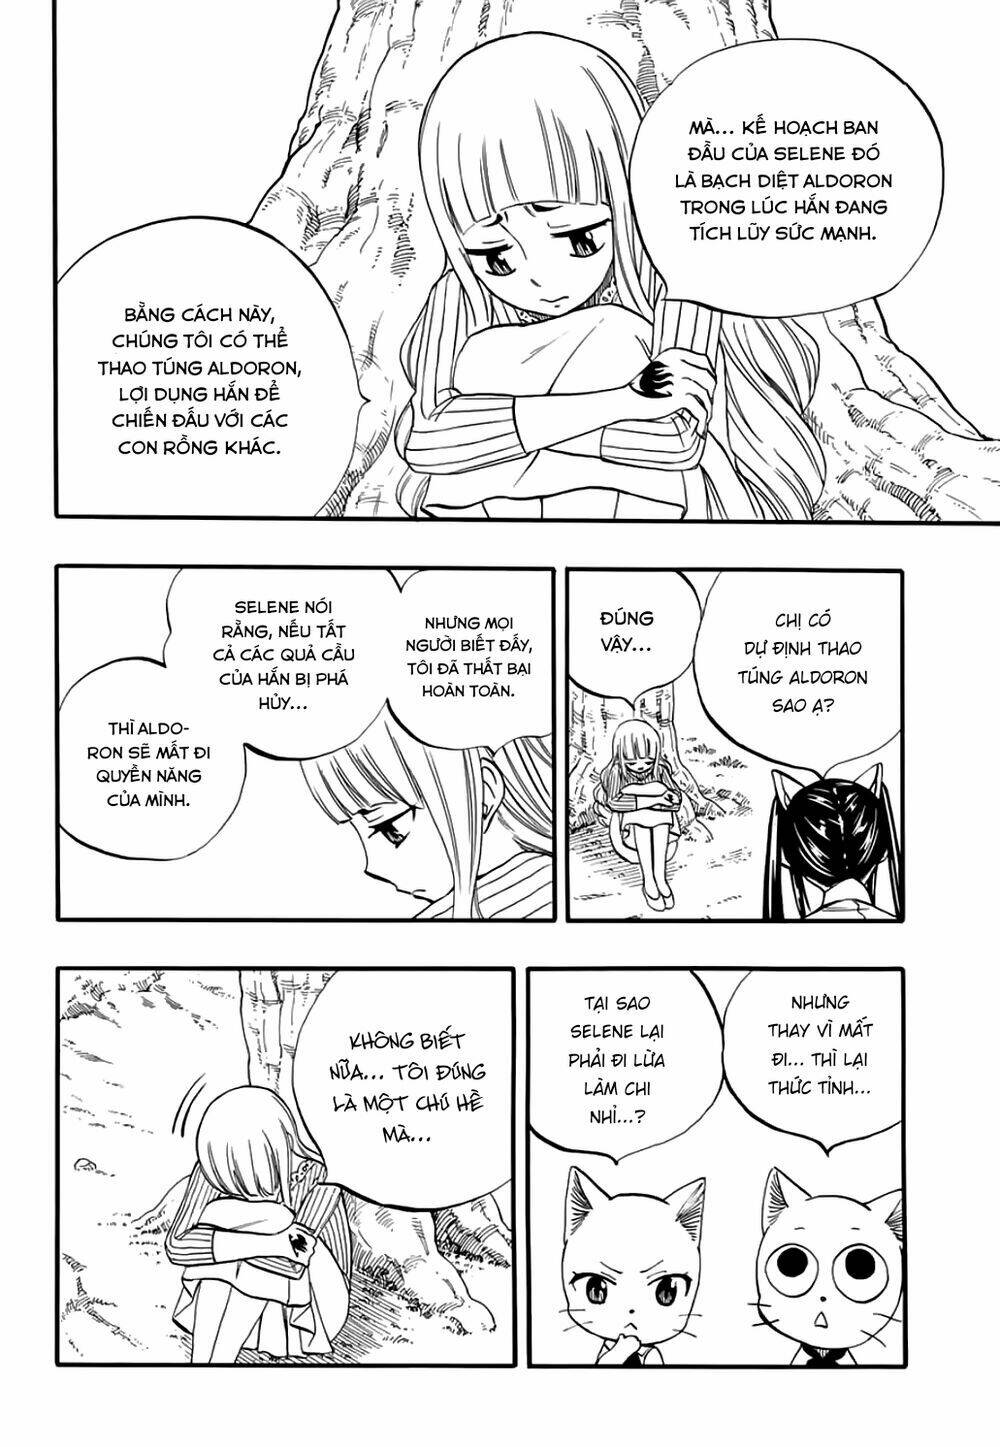 MÀ... KẾ HOẠCH BAN
ĐẦU CỦA SELENE ĐÓ
LÀ BẠCH DIỆT ALDORON
TRONG LÚC HẮN ĐANG
TÍCH LŨY SỨC MẠNH.
BẰNG CÁCH NÀY,
CHÚNG TÔI CÓ THỂ
THAO TÚNG ALDORON,
LỢI DỤNG HẮN ĐỂ
CHIẾN ĐẤU VỚI CÁC
CON RỒNG KHÁC.
CHỊ CÓ
DỰ ĐỊNH THAO
TÚNG ALDORON
SAO Ạ?
ĐÚNG
VẬY...
NHƯNG MỌI
NGƯỜI BIẾT ĐẤY,
TÔI ĐÃ THẤT BẠI
HOÀN TOÀN.
SELENE NÓI
RẰNG, NẾU TẤT
CẢ CÁC QUẢ CẦU
CỦA HẮN BỊ PHÁ
HỦY...
THÌ ALDO-
RON SẼ MẤT ĐI
QUYỀN NĂNG
CỦA MÌNH.
NHƯNG
THAY VÌ MẤT
ĐI... THÌ LẠI
THỨC TỈNH...
TẠI SAO
SELENE LẠI
PHẢI ĐI LỪA
LÀM CHI
NHỈ...?
KHÔNG BIẾT
NỮA... TÔI ĐÚNG
LÀ MỘT CHÚ HỀ
MÀ...